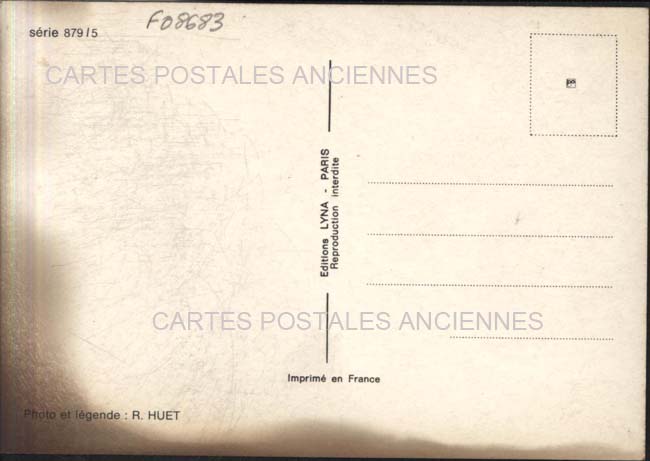 série 879/5
F08683
CARTES POSTALES ANCIENNES
Editions LYNA - PARIS
Reproduction interdite
CARTES POSTALES ANCIENNES
Imprimé en France
Photo et légende : R. HUET